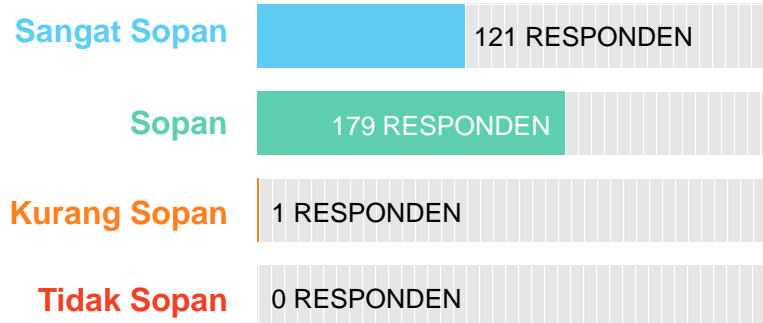 Sangat Sopan
121 RESPONDEN
Sopan
179 RESPONDEN
Kurang Sopan
1 RESPONDEN
Tidak Sopan
0 RESPONDEN